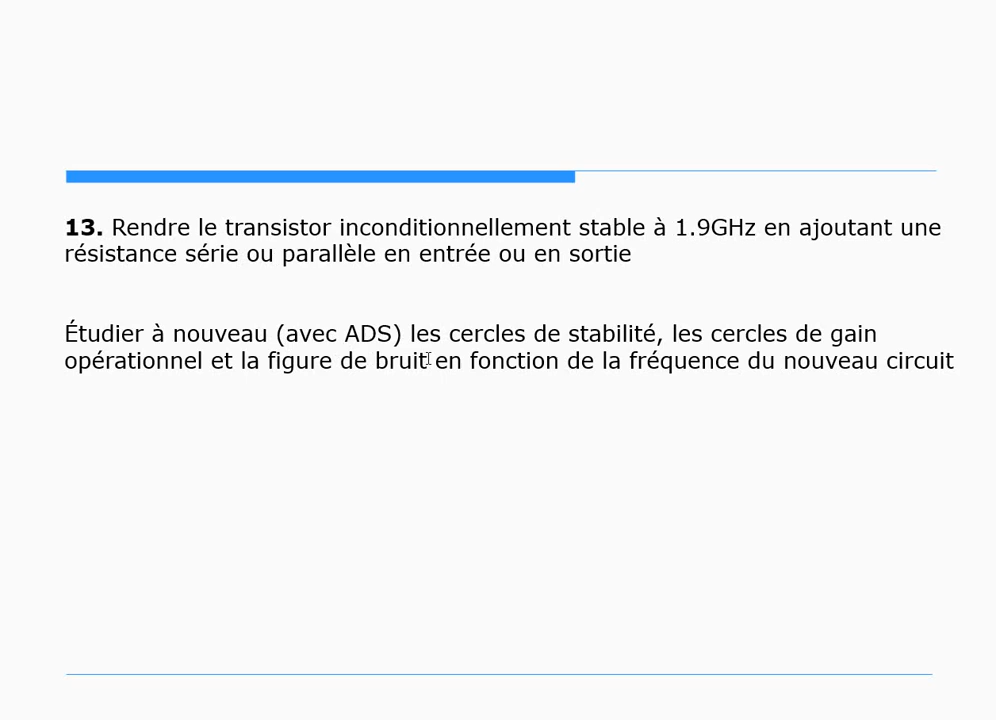 13. Rendre le transistor inconditionnellement stable à 1.9GHz en ajoutant une
résistance série ou parallèle en entrée ou en sortie
Étudier à nouveau (avec ADS) les cercles de stabilité, les cercles de gain
opérationnel et la figure de bruit en fonction de la fréquence du nouveau circuit